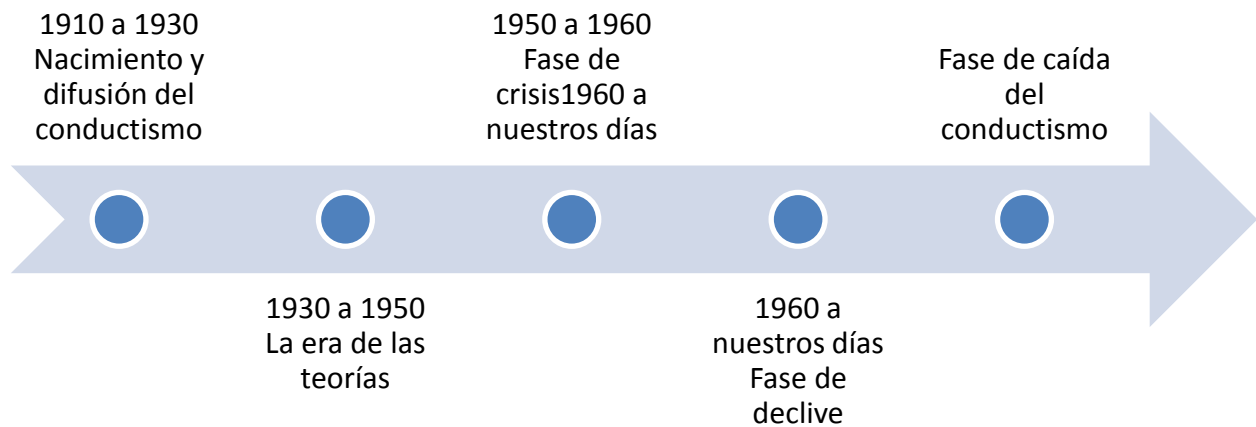 1910 a 1930
Nacimiento y
difusión del
conductismo
1930 a 1950
La era de las
teorías
1950 a 1960
Fase de
crisis1960 a
nuestros días
1960 a
nuestros días
Fase de
declive
Fase de caída
del
conductismo